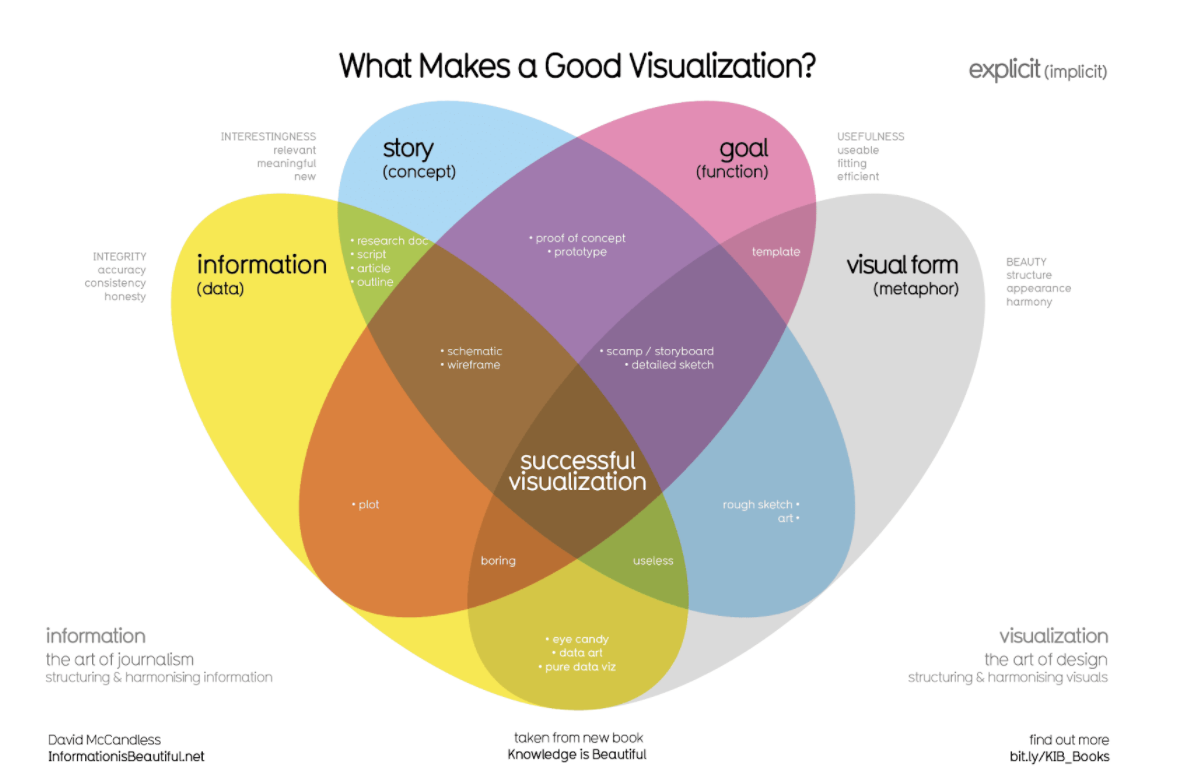 What Makes a Good Visualization?
explicit (implicit)
INTERESTINGNESS
relevant
meaningful
new
story
(concept)
goal
(function)
USEFULNESS
useable
fitting
efficient
INTEGRITY
accuracy
consistency
honesty
information
(data)
• research doc
• script
• article
• outline
• proof of concept
• prototype
template
visual form
(metaphor)
BEAUTY
structure
appearance
harmony
• schematic
• wireframe
• scamp / storyboard
• detailed sketch
successful
visualization
• plot
rough sketch •
art •
boring
useless
• eye candy
• data art
• pure data viz
information
the art of journalism
structuring & harmonising information
visualization
the art of design
structuring & harmonising visuals
David McCandless
InformationisBeautiful.net
taken from new book
Knowledge is Beautiful
find out more
bit.ly/KIB_Books